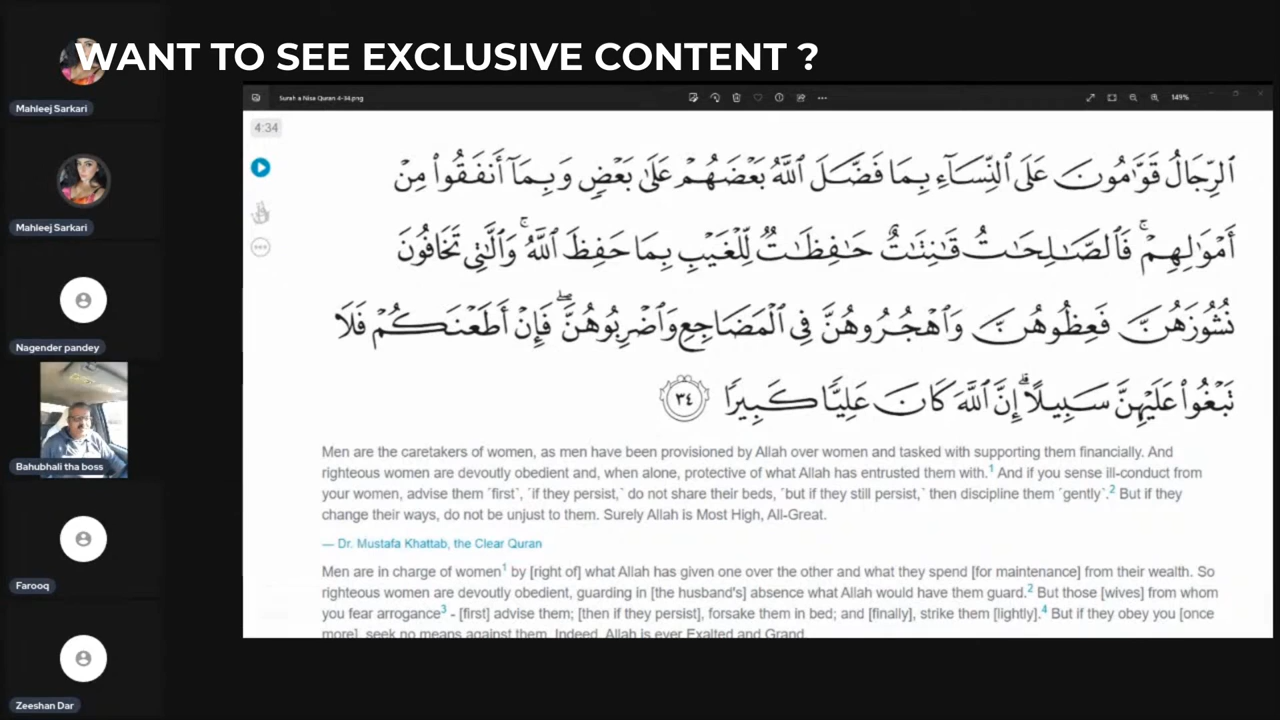 WANT TO SEE EXCLUSIVE CONTENT ?
Mahleej Sarkari
Mahleej Sarkari
Nagender pandey
Bahubhali tha boss
Farooq
Zeeshan Dar
Surah a Nisa Quran 4-34.png
149%
4:34
ٱلرِّجَالُ قَوَّٰمُونَ عَلَى ٱلنِّسَآءِ بِمَا فَضَّلَ ٱللَّهُ بَعْضَهُمْ عَلَىٰ بَعْضٍ وَبِمَآ أَنفَقُوا۟ مِنْ
أَمْوَٰلِهِمْ ۚ فَٱلصَّـٰلِحَـٰتُ قَـٰنِتَـٰتٌ حَـٰفِظَـٰتٌ لِّلْغَيْبِ بِمَا حَفِظَ ٱللَّهُ ۚ وَٱلَّـٰتِى تَخَافُونَ
نُشُوزَهُنَّ فَعِظُوهُنَّ وَٱهْجُرُوهُنَّ فِى ٱلْمَضَاجِعِ وَٱضْرِبُوهُنَّ ۖ فَإِنْ أَطَعْنَكُمْ فَلَا
تَبْغُوا۟ عَلَيْهِنَّ سَبِيلًا ۗ إِنَّ ٱللَّهَ كَانَ عَلِيًّا كَبِيرًا ٣٤
Men are the caretakers of women, as men have been provisioned by Allah over women and tasked with supporting them financially. And
righteous women are devoutly obedient and, when alone, protective of what Allah has entrusted them with.1 And if you sense ill-conduct from
your women, advise them ˹first˺, ˹if they persist,˺ do not share their beds, ˹but if they still persist,˺ then discipline them ˹gently˺.2 But if they
change their ways, do not be unjust to them. Surely Allah is Most High, All-Great.
— Dr. Mustafa Khattab, the Clear Quran
Men are in charge of women1 by [right of] what Allah has given one over the other and what they spend [for maintenance] from their wealth. So
righteous women are devoutly obedient, guarding in [the husband's] absence what Allah would have them guard.2 But those [wives] from whom
you fear arrogance3 - [first] advise them; [then if they persist], forsake them in bed; and [finally], strike them [lightly].4 But if they obey you [once
more], seek no means against them. Indeed, Allah is ever Exalted and Grand.